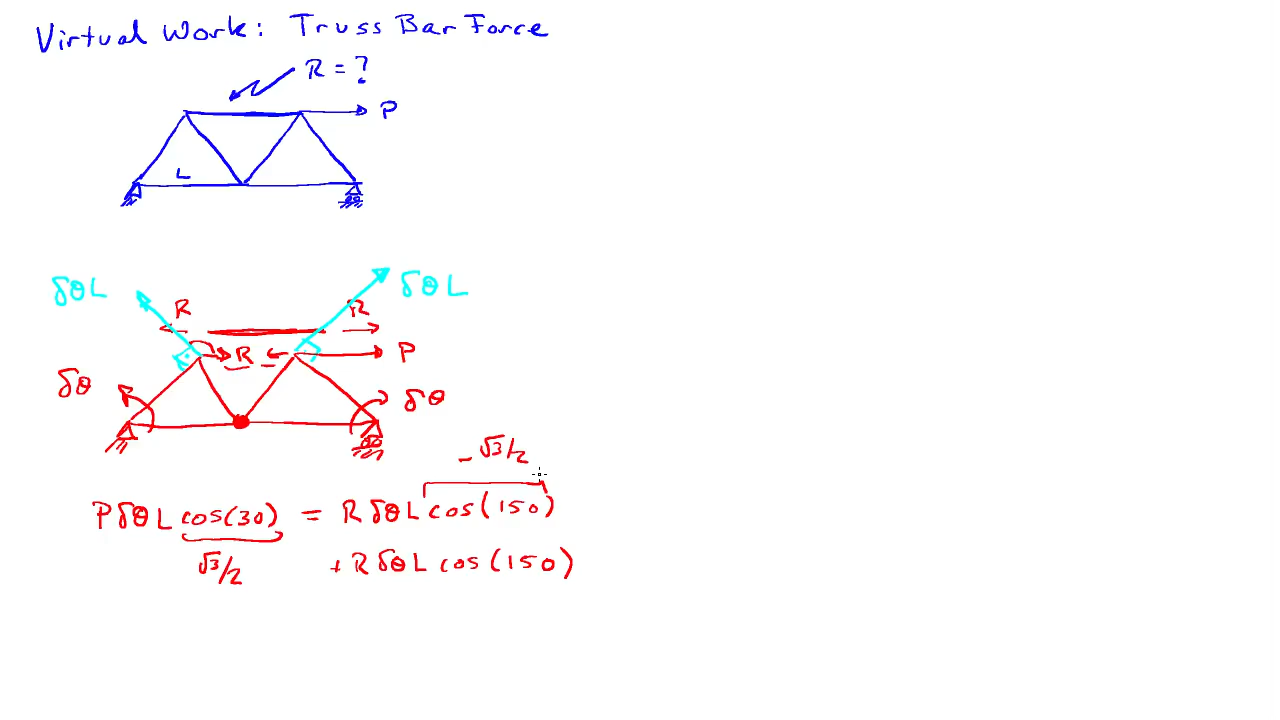 Virtual Work: Truss Bar Force
R = ?
P
L
δθL
δθL
R
R
R
P
δθ
δθ
- √3/2
PδθL cos(30) = RδθL cos(150)
√3/2
+ RδθL cos(150)